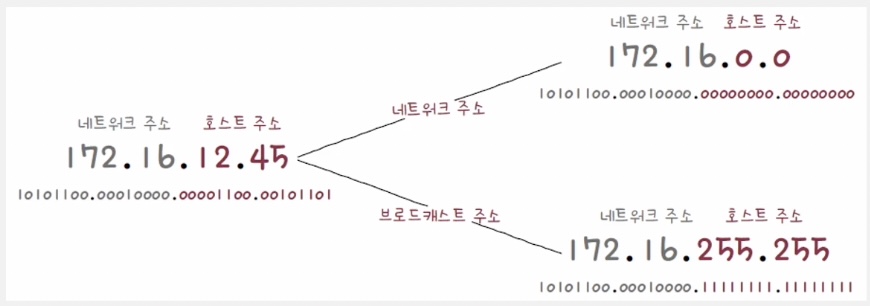 네트워크 주소 호스트 주소
172.16.12.45
10101100.00010000.00001100.00101101
네트워크 주소
네트워크 주소 호스트 주소
172.16.0.0
10101100.00010000.00000000.00000000
브로드캐스트 주소
네트워크 주소 호스트 주소
172.16.255.255
10101100.00010000.11111111.11111111